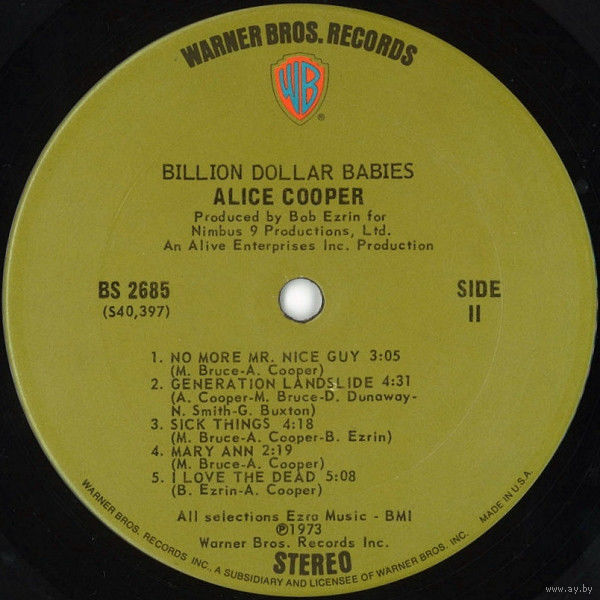 WARNER BROS. RECORDS
WB
®
BILLION DOLLAR BABIES
ALICE COOPER
Produced by Bob Ezrin for
Nimbus 9 Productions, Ltd.
An Alive Enterprises Inc. Production
BS 2685
(S40,397)
SIDE
II
1. NO MORE MR. NICE GUY 3:05
(M. Bruce-A. Cooper)
2. GENERATION LANDSLIDE 4:31
(A. Cooper-M. Bruce-D. Dunaway-
N. Smith-G. Buxton)
3. SICK THINGS 4:18
(M. Bruce-A. Cooper-B. Ezrin)
4. MARY ANN 2:19
(M. Bruce-A. Cooper)
5. I LOVE THE DEAD 5:08
(B. Ezrin-A. Cooper)
All selections Ezra Music - BMI
℗1973
Warner Bros. Records Inc.
STEREO
WARNER BROS. RECORDS INC., A SUBSIDIARY AND LICENSEE OF WARNER BROS. INC. MADE IN U.S.A.
www.ay.by